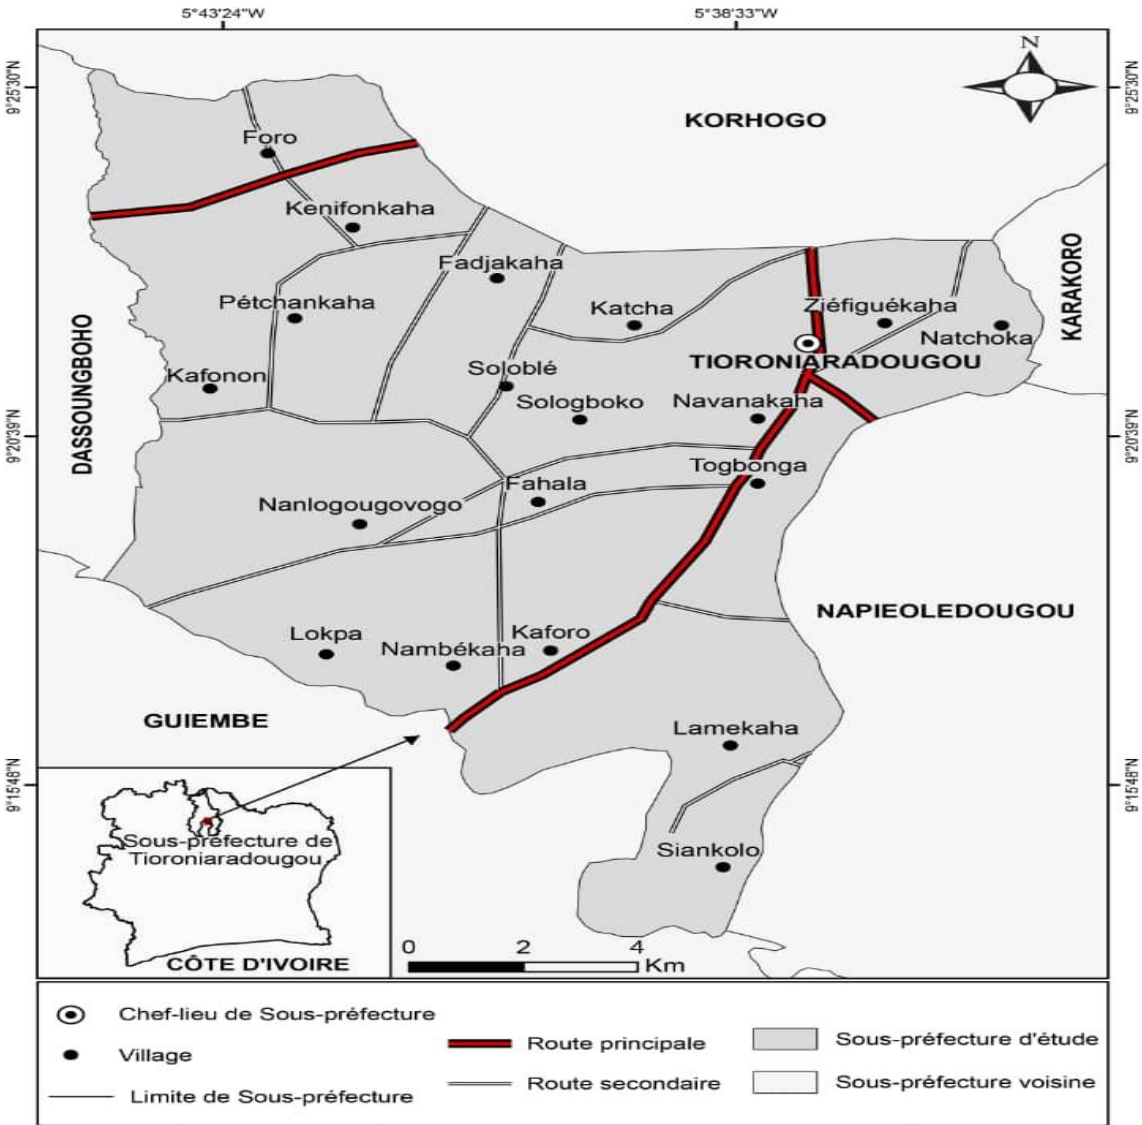 5°43'24"W
5°38'33"W
9°25'30"N
9°25'30"N
N
KORHOGO
Foro
Kenifonkaha
Fadjakaha
KARAKORO
Pétchankaha
Katcha
Zjéfiguékaha
Natchoka
DASSOUNGBOHO
TIORONIARADOUGOU
Kafonon
Soloblé
Sologboko
Navanakaha
9°20'39"N
9°20'39"N
Togbonga
Fahala
Nanlogougovogo
NAPIEOLEDOUGOU
Lokpa
Nambékaha
Kaforo
GUIEMBE
Lamekaha
9°15'48"N
9°15'48"N
Sous-préfecture de
Tioroniaradougou
Siankolo
CÔTE D'IVOIRE
0 2 4
Km
Chef-lieu de Sous-préfecture
Village
Limite de Sous-préfecture
Route principale
Route secondaire
Sous-préfecture d'étude
Sous-préfecture voisine